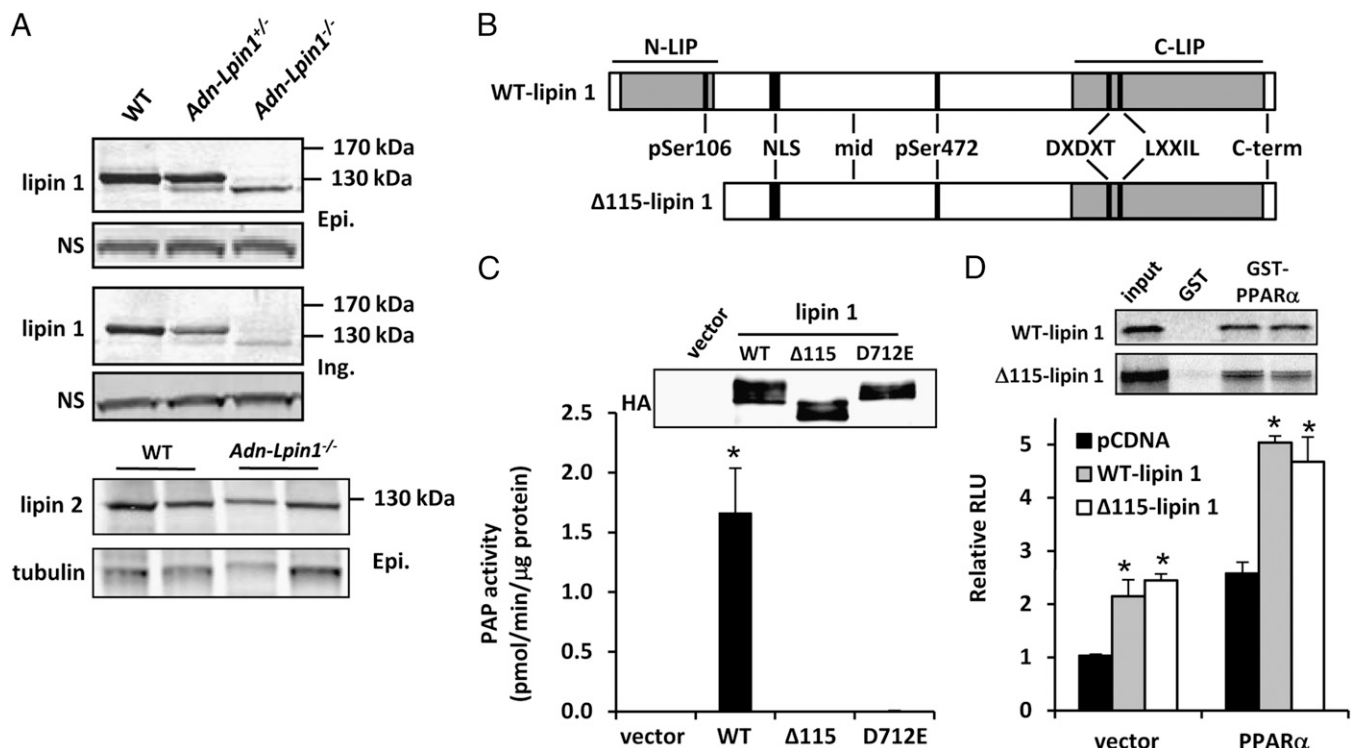 A
WT
Adn-Lpin1+/-
Adn-Lpin1-/-
lipin 1
170 kDa
130 kDa
Epi.
NS
lipin 1
170 kDa
130 kDa
Ing.
NS
WT
Adn-Lpin1-/-
lipin 2
130 kDa
tubulin
Epi.
B
N-LIP
C-LIP
WT-lipin 1
pSer106 NLS mid pSer472 DXDXT LXXIL C-term
Δ115-lipin 1
C
lipin 1
vector WT Δ115 D712E
HA
PAP activity
(pmol/min/μg protein)
2.5
2.0
1.5
1.0
0.5
0.0
*
vector WT Δ115 D712E
D
input GST GST-
PPARα
WT-lipin 1
Δ115-lipin 1
Relative RLU
5
4
3
2
1
0
pCDNA
WT-lipin 1
Δ115-lipin 1
* *
* *
vector PPARα